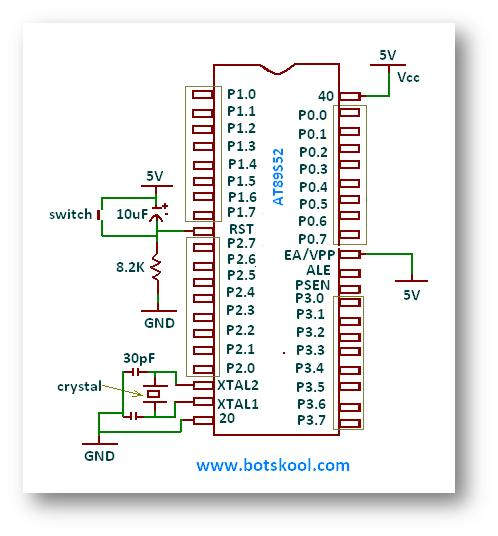 5V
Vcc
P1.0
40
P1.1
P0.0
P1.2
P0.1
P1.3
P0.2
P1.4
P0.3
P1.5
P0.4
P1.6
P0.5
P1.7
P0.6
P0.7
AT89S52
5V
switch
10uF
+
RST
EA/VPP
P2.7
ALE
P2.6
PSEN
P2.5
P3.0
P2.4
P3.1
P2.3
P3.2
P2.2
P3.3
P2.1
P3.4
P2.0
P3.5
8.2K
GND
5V
30pF
crystal
XTAL2
XTAL1
P3.6
20
P3.7
GND
www.botskool.com